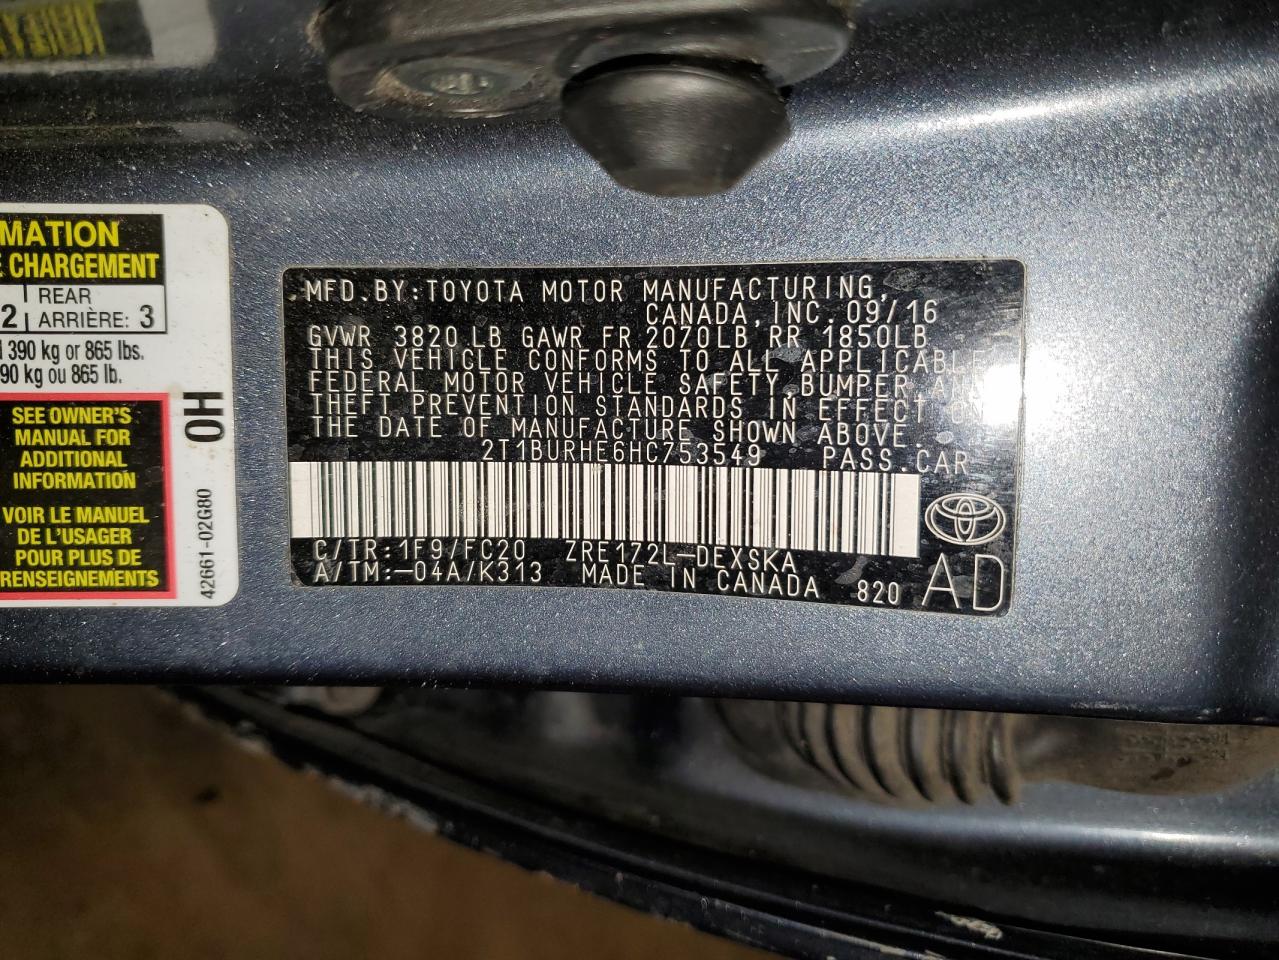 MATION
E CHARGEMENT
2 REAR
ARRIÈRE: 3
390 kg or 865 lbs.
90 kg ou 865 lb.
SEE OWNER'S
MANUAL FOR
ADDITIONAL
INFORMATION
VOIR LE MANUEL
DE L'USAGER
POUR PLUS DE
RENSEIGNEMENTS
0H
42661-02G80
MFD.BY:TOYOTA MOTOR MANUFACTURING,
CANADA,INC.09/16
GVWR 3820 LB GAWR FR 2070LB RR 1850LB
THIS VEHICLE CONFORMS TO ALL APPLICABLE
FEDERAL MOTOR VEHICLE SAFETY,BUMPER AND
THEFT PREVENTION STANDARDS IN EFFECT ON
THE DATE OF MANUFACTURE SHOWN ABOVE.
2T1BURHE6HC753549 PASS.CAR
C/TR:1F9/FC20 ZRE172L-DEXSKA
A/TM:-04A/K313 MADE IN CANADA 820 AD